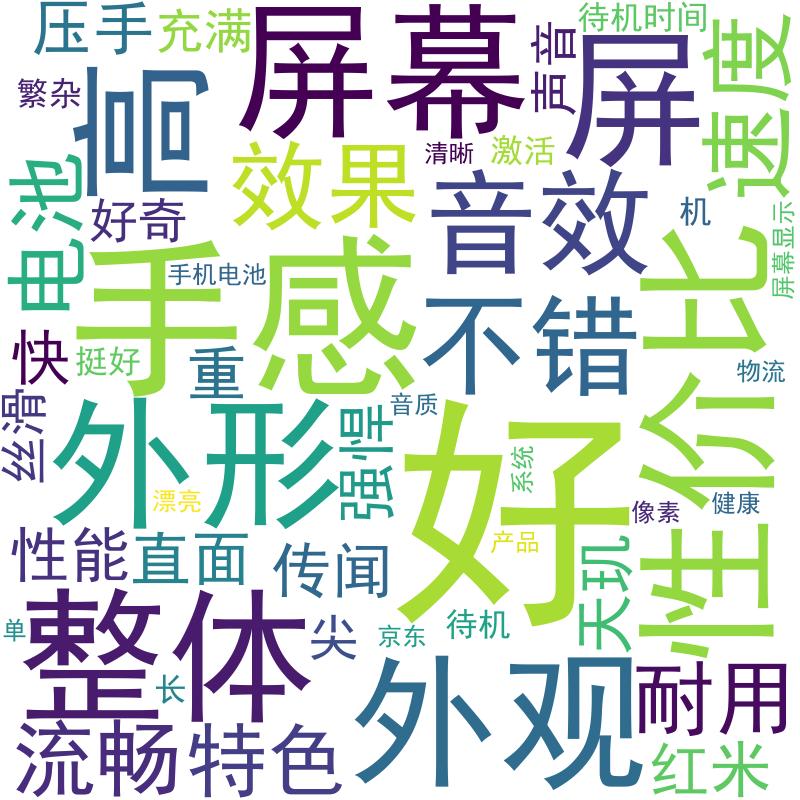 压手
充满
屏幕
声音
待机时间
速度
繁杂
高
屏
清晰
激活
效果
电池
好奇
音效
机
屏幕显示
手机电池
手感
不错
性价比
快
挺好
重
物流
丝滑
外形
强悍
音质
好
系统
漂亮
像素
健康
性能
直面
传闻
产品
天玑
整体
单
尖
京东
待机
长
外观
耐用
流畅
特色
红米